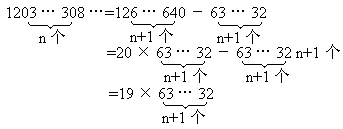 1203 … 308 …=126 … 640 − 63 … 32
n 个 n+1 个 n+1 个
=20 × 63 … 32 − 63 … 32 n+1 个
n+1 个 n+1 个
=19 × 63 … 32
n+1 个